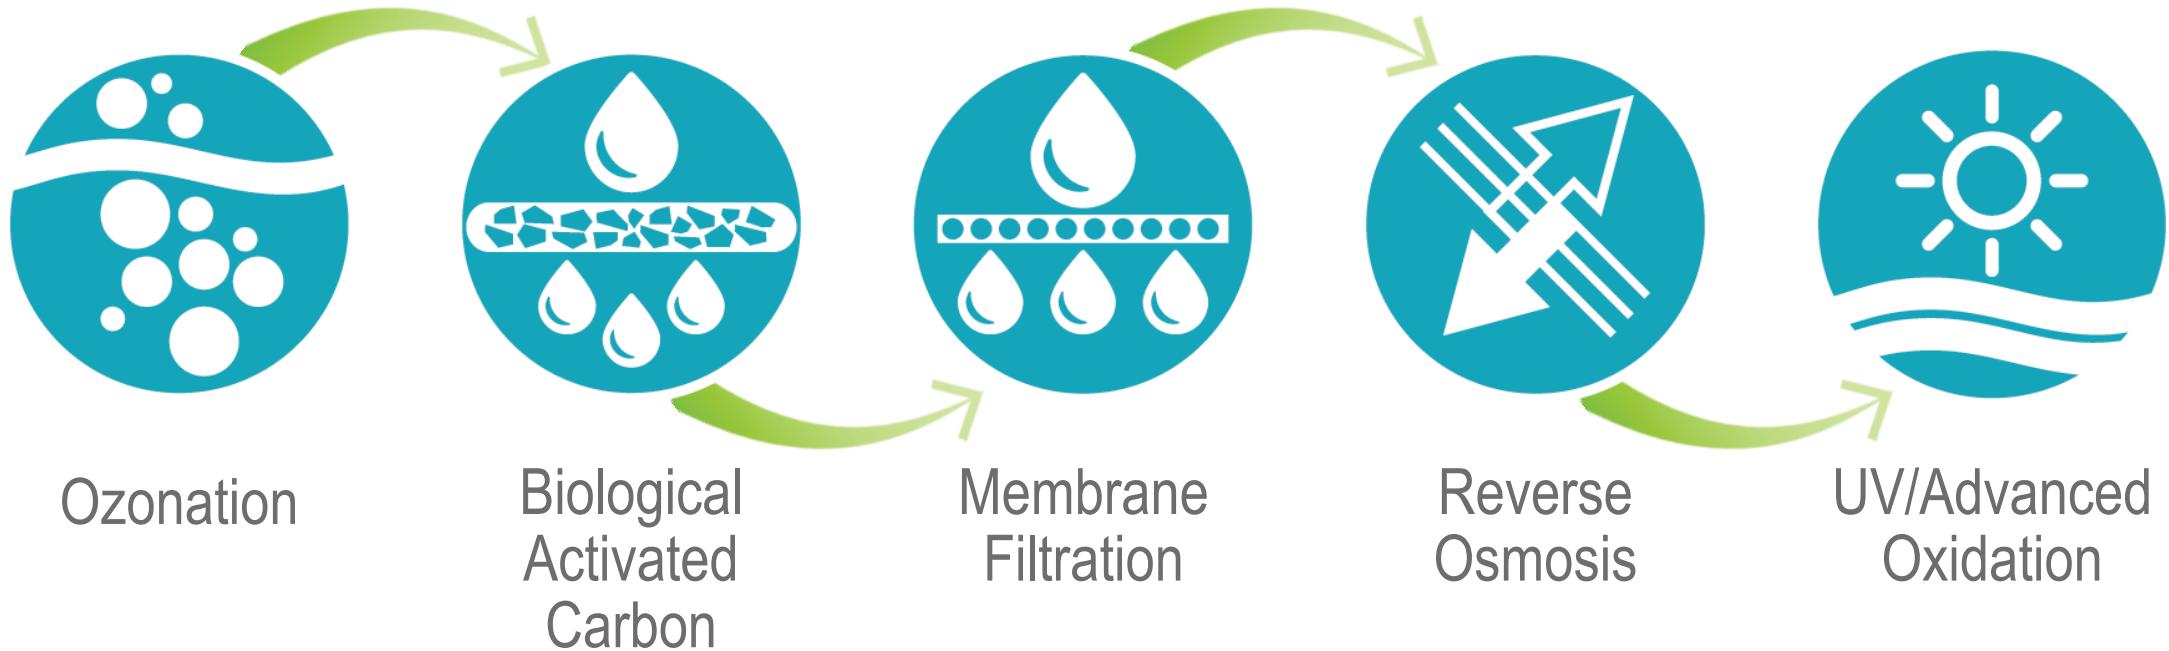 Ozonation
Biological
Activated
Carbon
Membrane
Filtration
Reverse
Osmosis
UV/Advanced
Oxidation